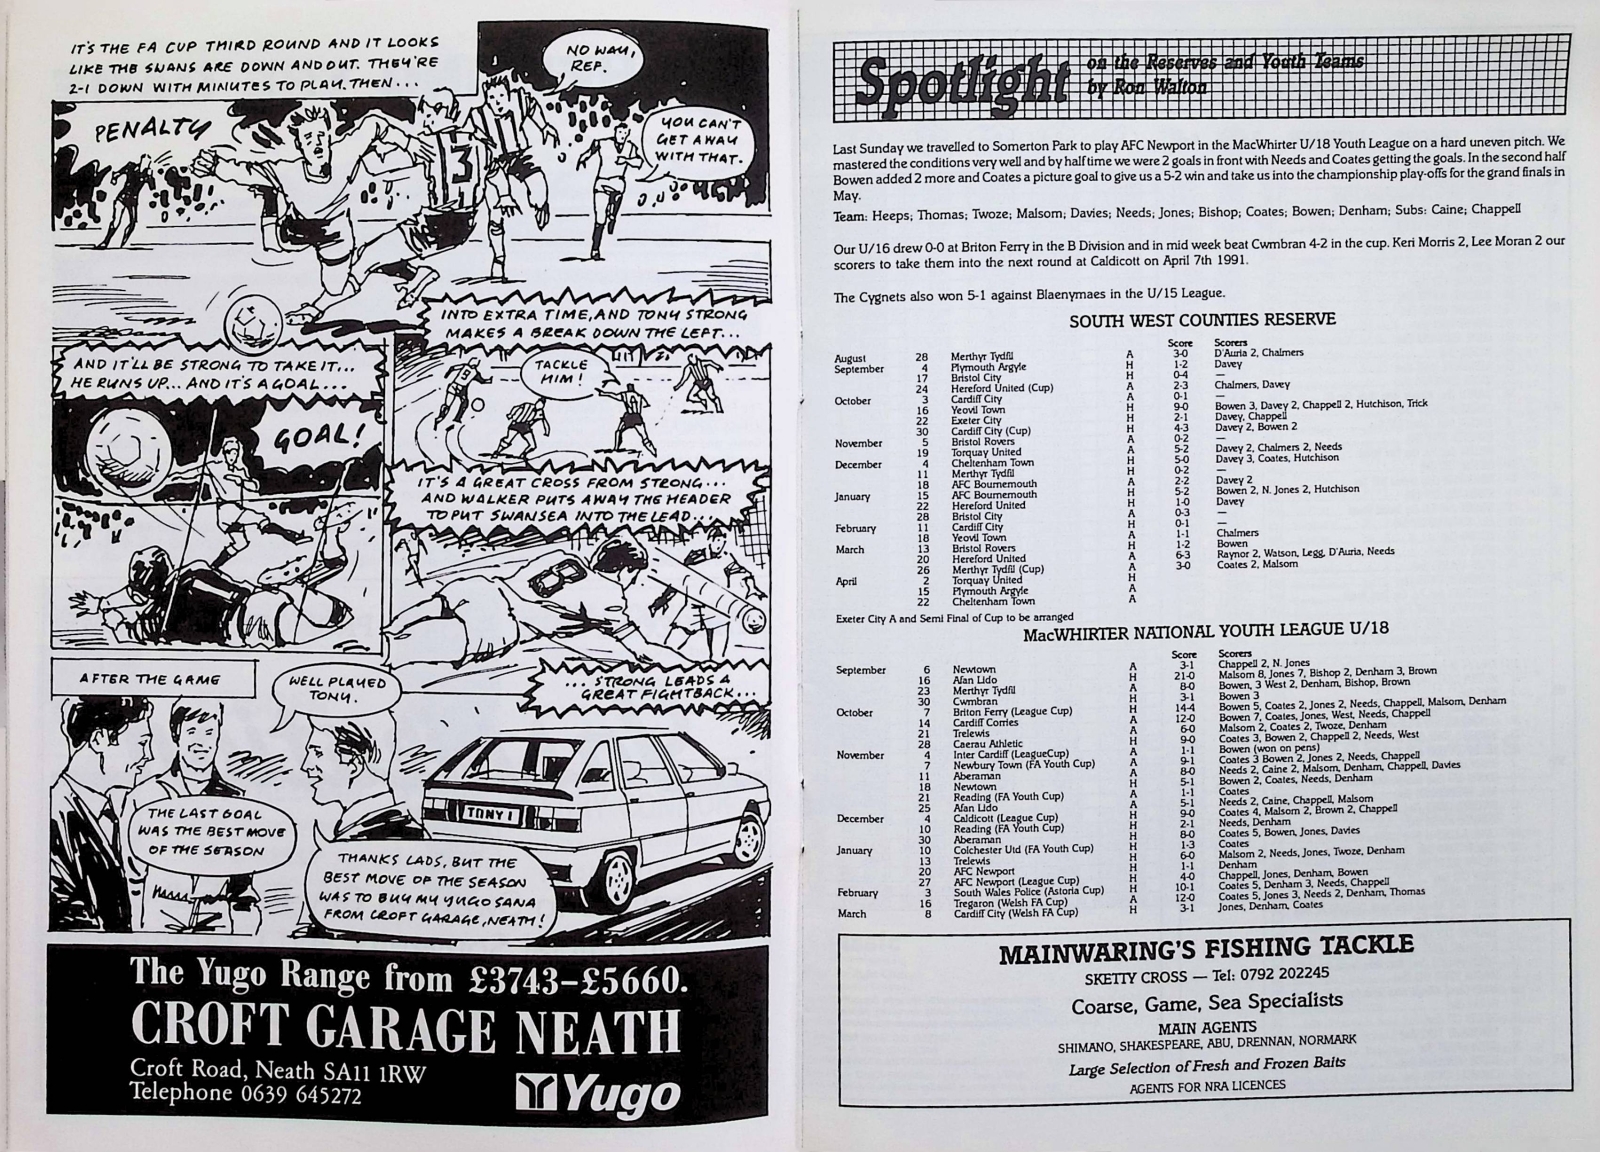 IT'S THE FA CUP THIRD ROUND AND IT LOOKS
LIKE THE SWANS ARE DOWN AND OUT. THEY'RE
2-1 DOWN WITH MINUTES TO PLAY. THEN...
NO WAY,
REF.
PENALTY
YOU CAN'T
GET AWAY
WITH THAT.
3
AND IT'LL BE STRONG TO TAKE IT...
HE RUNS UP... AND IT'S A GOAL...
GOAL!
INTO EXTRA TIME, AND TONY STRONG
MAKES A BREAK DOWN THE LEFT...
TACKLE
HIM!
IT'S A GREAT CROSS FROM STRONG...
AND WALKER PUTS AWAY THE HEADER
TO PUT SWANSEA INTO THE LEAD...
8
...STRONG LEADS A
GREAT FIGHTBACK...
AFTER THE GAME
WELL PLAYED
TONY.
THE LAST GOAL
WAS THE BEST MOVE
OF THE SEASON
TONY 1
THANKS LADS, BUT THE
BEST MOVE OF THE SEASON
WAS TO BUY MY YUGO SANA
FROM CROFT GARAGE, NEATH!
The Yugo Range from £3743–£5660.
CROFT GARAGE NEATH
Croft Road, Neath SA11 1RW
Telephone 0639 645272
Yugo
Spotlight on the Reserves and Youth Teams
by Ron Walton
Last Sunday we travelled to Somerton Park to play AFC Newport in the MacWhirter U/18 Youth League on a hard uneven pitch. We
mastered the conditions very well and by half time we were 2 goals in front with Needs and Coates getting the goals. In the second half
Bowen added 2 more and Coates a picture goal to give us a 5-2 win and take us into the championship play-offs for the grand finals in
May.
Team: Heeps; Thomas; Twoze; Malsom; Davies; Needs; Jones; Bishop; Coates; Bowen; Denham; Subs: Caine; Chappell
Our U/16 drew 0-0 at Briton Ferry in the B Division and in mid week beat Cwmbran 4-2 in the cup. Keri Morris 2, Lee Moran 2 our
scorers to take them into the next round at Caldicott on April 7th 1991.
The Cygnets also won 5-1 against Blaenymaes in the U/15 League.
SOUTH WEST COUNTIES RESERVE
Score Scorers
August 28 Merthyr Tydfil A 3-0 D'Auria 2, Chalmers
September 4 Plymouth Argyle H 1-2 Davey
17 Bristol City H 0-4 —
24 Hereford United (Cup) A 2-3 Chalmers, Davey
October 3 Cardiff City A 0-1 —
16 Yeovil Town H 9-0 Bowen 3, Davey 2, Chappell 2, Hutchison, Trick
22 Exeter City H 2-1 Davey, Chappell
30 Cardiff City (Cup) H 4-3 Davey 2, Bowen 2
November 5 Bristol Rovers A 0-2 —
19 Torquay United A 5-2 Davey 2, Chalmers 2, Needs
December 4 Cheltenham Town H 5-0 Davey 3, Coates, Hutchison
11 Merthyr Tydfil H 0-2 —
18 AFC Bournemouth A 2-2 Davey 2
January 15 AFC Bournemouth H 5-2 Bowen 2, N. Jones 2, Hutchison
22 Hereford United H 1-0 Davey
28 Bristol City A 0-3 —
February 11 Cardiff City H 0-1 —
18 Yeovil Town A 1-1 Chalmers
March 13 Bristol Rovers H 1-2 Bowen
20 Hereford United A 6-3 Raynor 2, Watson, Legg, D'Auria, Needs
26 Merthyr Tydfil (Cup) A 3-0 Coates 2, Malsom
April 2 Torquay United H
15 Plymouth Argyle A
22 Cheltenham Town A
Exeter City A and Semi Final of Cup to be arranged
MacWHIRTER NATIONAL YOUTH LEAGUE U/18
Score Scorers
September 6 Newtown A 3-1 Chappell 2, N. Jones
16 Afan Lido H 21-0 Malsom 8, Jones 7, Bishop 2, Denham 3, Brown
23 Merthyr Tydfil A 8-0 Bowen, 3 West 2, Denham, Bishop, Brown
30 Cwmbran H 3-1 Bowen 3
October 7 Briton Ferry (League Cup) H 14-4 Bowen 5, Coates 2, Jones 2, Needs, Chappell, Malsom, Denham
14 Cardiff Corries A 12-0 Bowen 7, Coates, Jones, West, Needs, Chappell
21 Trelewis A 6-0 Malsom 2, Coates 2, Twoze, Denham
28 Caerau Athletic H 9-0 Coates 3, Bowen 2, Chappell 2, Needs, West
November 4 Inter Cardiff (LeagueCup) A 1-1 Bowen (won on pens)
7 Newbury Town (FA Youth Cup) A 9-1 Coates 3 Bowen 2, Jones 2, Needs, Chappell
11 Aberaman A 8-0 Needs 2, Caine 2, Malsom, Denham, Chappell, Davies
18 Newtown H 5-1 Bowen 2, Coates, Needs, Denham
21 Reading (FA Youth Cup) A 1-1 Coates
25 Afan Lido A 5-1 Needs 2, Caine, Chappell, Malsom
December 4 Caldicott (League Cup) H 9-0 Coates 4, Malsom 2, Brown 2, Chappell
10 Reading (FA Youth Cup) H 2-1 Needs, Denham
30 Aberaman H 8-0 Coates 5, Bowen, Jones, Davies
January 10 Colchester Utd (FA Youth Cup) H 1-3 Coates
13 Trelewis H 6-0 Malsom 2, Needs, Jones, Twoze, Denham
20 AFC Newport H 1-1 Denham
27 AFC Newport (League Cup) H 4-0 Chappell, Jones, Denham, Bowen
February 3 South Wales Police (Astoria Cup) H 10-1 Coates 5, Denham 3, Needs, Chappell
16 Tregaron (Welsh FA Cup) A 12-0 Coates 5, Jones 3, Needs 2, Denham, Thomas
March 8 Cardiff City (Welsh FA Cup) H 3-1 Jones, Denham, Coates
MAINWARING'S FISHING TACKLE
SKETTY CROSS — Tel: 0792 202245
Coarse, Game, Sea Specialists
MAIN AGENTS
SHIMANO, SHAKESPEARE, ABU, DRENNAN, NORMARK
Large Selection of Fresh and Frozen Baits
AGENTS FOR NRA LICENCES